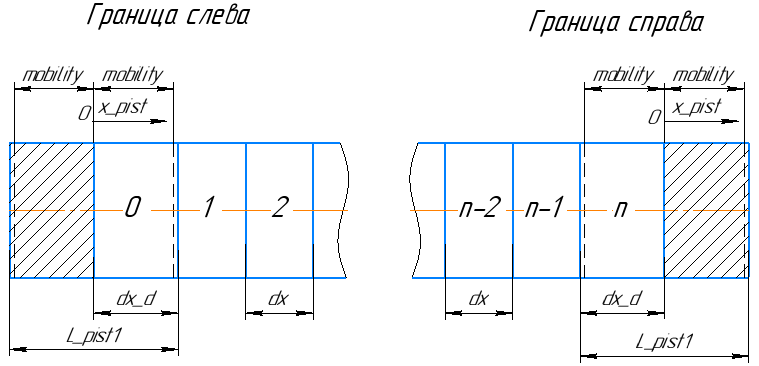 Граница слева
Граница справа
mobility mobility
mobility mobility
0 x_pist
0 x_pist
0 1 2
n-2 n-1 n
dx_d dx
dx dx_d
L_pist1
L_pist1